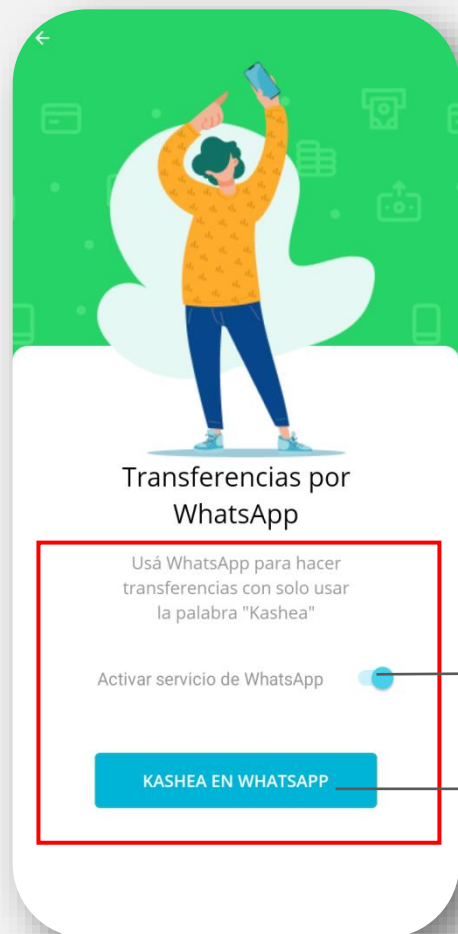 Transferencias por
WhatsApp
Usá WhatsApp para hacer
transferencias con solo usar
la palabra "Kashea"
Activar servicio de WhatsApp
KASHEA EN WHATSAPP